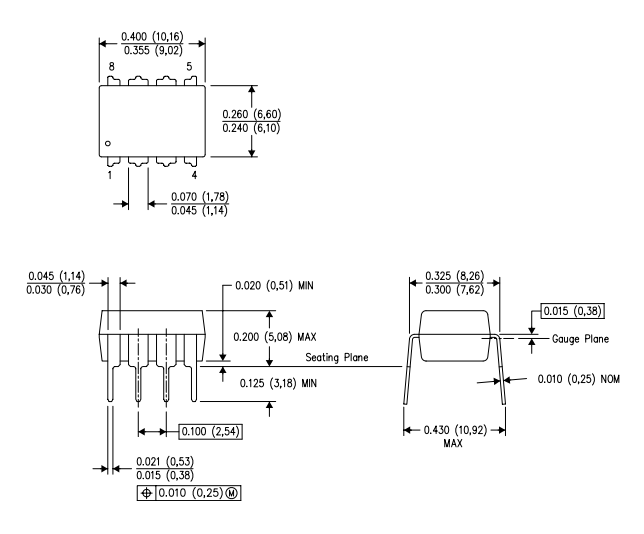 0.400 (10,16)
0.355 (9,02)
8 5
0.260 (6,60)
0.240 (6,10)
1 4
0.070 (1,78)
0.045 (1,14)
0.045 (1,14)
0.030 (0,76)
0.020 (0,51) MIN
0.325 (8,26)
0.300 (7,62)
0.015 (0,38)
0.200 (5,08) MAX
Gauge Plane
Seating Plane
0.125 (3,18) MIN
0.010 (0,25) NOM
0.100 (2,54)
0.430 (10,92)
MAX
0.021 (0,53)
0.015 (0,38)
⌖ 0.010 (0,25) Ⓜ